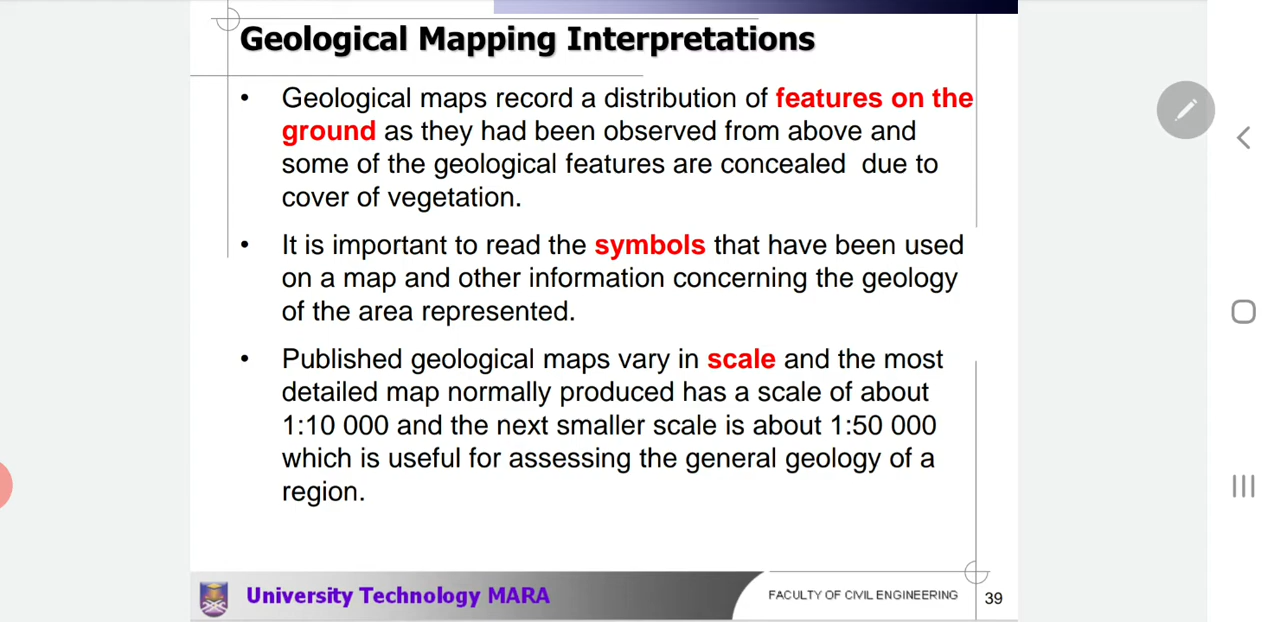 Geological Mapping Interpretations
• Geological maps record a distribution of features on the
ground as they had been observed from above and
some of the geological features are concealed  due to
cover of vegetation.
• It is important to read the symbols that have been used
on a map and other information concerning the geology
of the area represented.
• Published geological maps vary in scale and the most
detailed map normally produced has a scale of about
1:10 000 and the next smaller scale is about 1:50 000
which is useful for assessing the general geology of a
region.
University Technology MARA
FACULTY OF CIVIL ENGINEERING
39